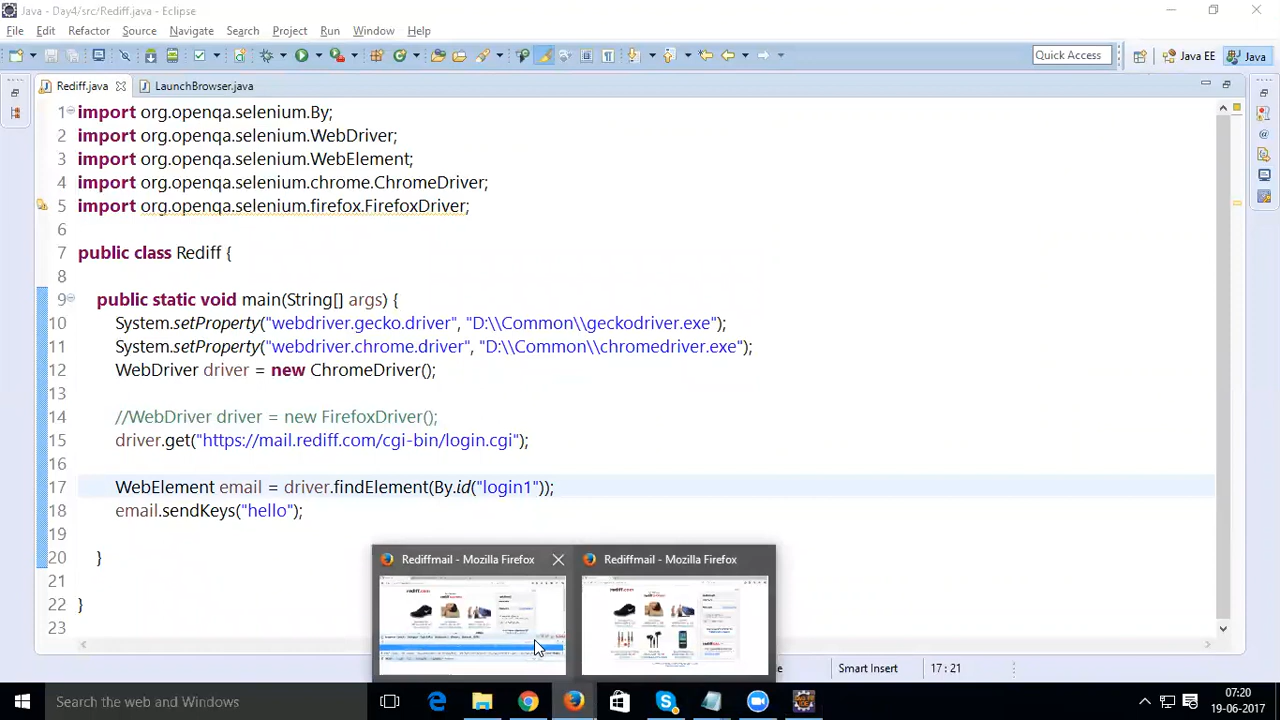 Java - Day4/src/Rediff.java - Eclipse
File Edit Refactor Source Navigate Search Project Run Window Help
Quick Access
Java EE
Java
Rediff.java
LaunchBrowser.java
1 import org.openqa.selenium.By;
2 import org.openqa.selenium.WebDriver;
3 import org.openqa.selenium.WebElement;
4 import org.openqa.selenium.chrome.ChromeDriver;
5 import org.openqa.selenium.firefox.FirefoxDriver;
6
7 public class Rediff {
8
9 public static void main(String[] args) {
10 System.setProperty("webdriver.gecko.driver", "D:\\Common\\geckodriver.exe");
11 System.setProperty("webdriver.chrome.driver", "D:\\Common\\chromedriver.exe");
12 WebDriver driver = new ChromeDriver();
13
14 //WebDriver driver = new FirefoxDriver();
15 driver.get("https://mail.rediff.com/cgi-bin/login.cgi");
16
17 WebElement email = driver.findElement(By.id("login1"));
18 email.sendKeys("hello");
19
20 }
21
22 }
23
Rediffmail - Mozilla Firefox
Rediffmail - Mozilla Firefox
Smart Insert
17:21
Search the web and Windows
07:20
19-06-2017